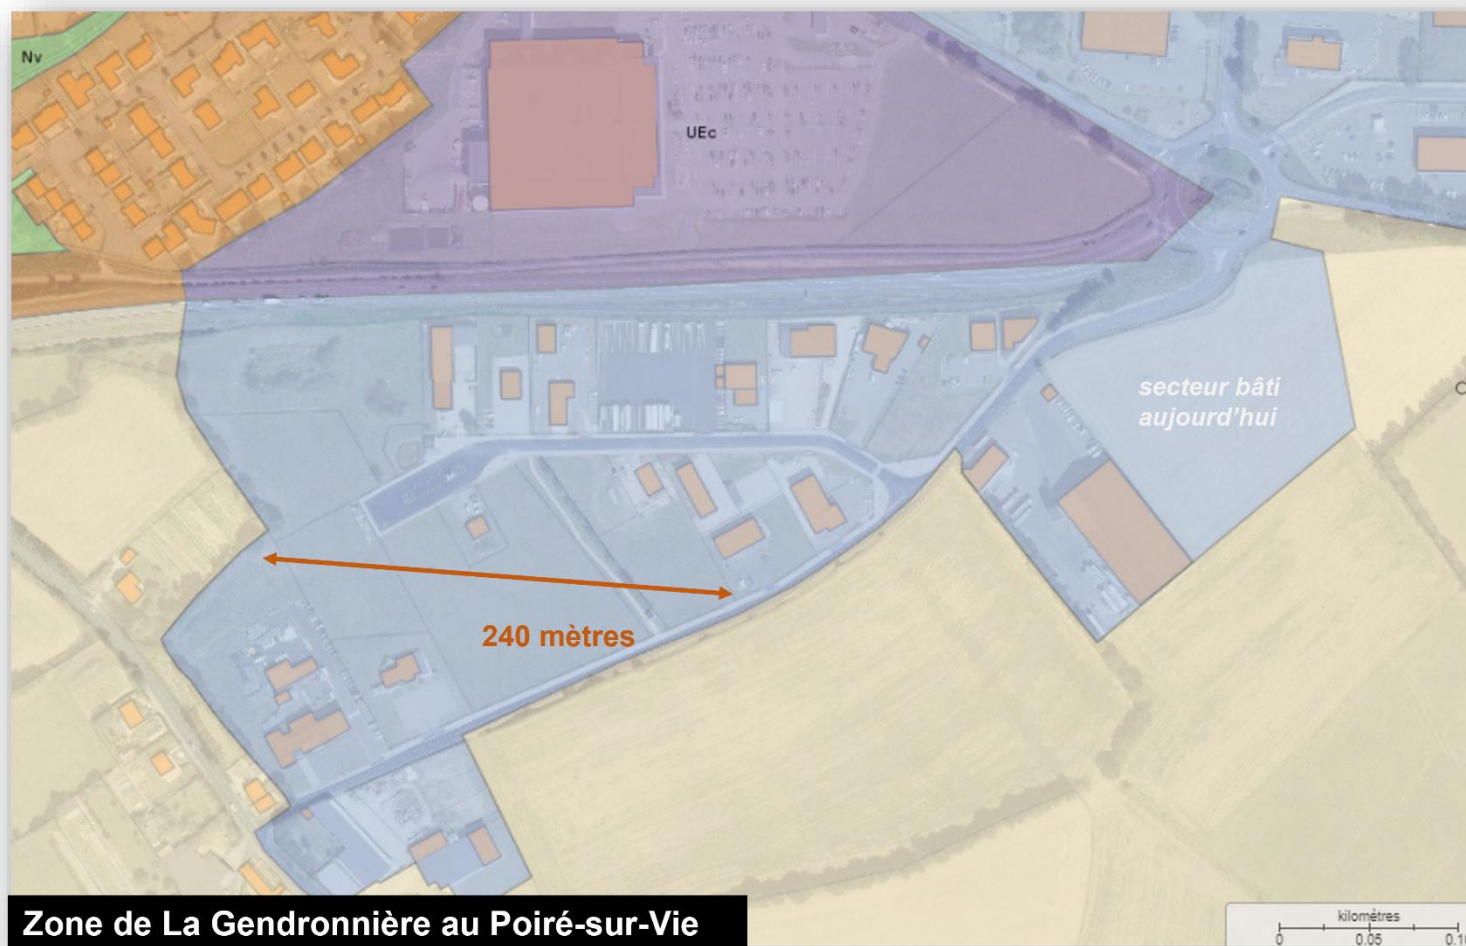 Nv
UEc
secteur bâti
aujourd'hui
240 mètres
Zone de La Gendronnière au Poiré-sur-Vie
kilomètres
0 0.05